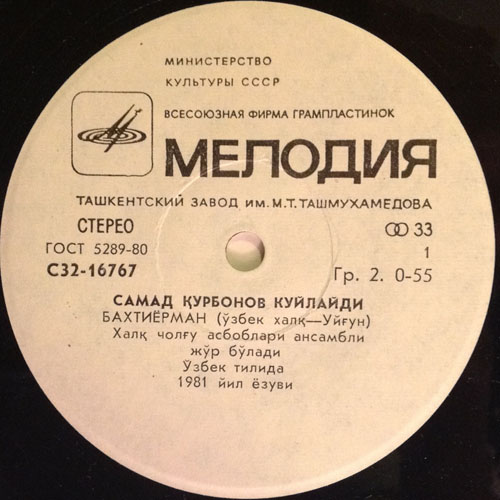 МИНИСТЕРСТВО
КУЛЬТУРЫ СССР
ВСЕСОЮЗНАЯ ФИРМА ГРАМПЛАСТИНОК
МЕЛОДИЯ
ТАШКЕНТСКИЙ ЗАВОД ИМ. М.Т. ТАШМУХАМЕДОВА
СТЕРЕО 33
ГОСТ 5289-80 1
С32-16767 Гр. 2. 0-55
САМАД ҚУРБОНОВ КУЙЛАЙДИ
БАХТИЁРМАН (ўзбек халқ—Уйғун)
Халқ чолғу асбоблари ансамбли
жўр бўлади
Ўзбек тилида
1981 йил ёзуви